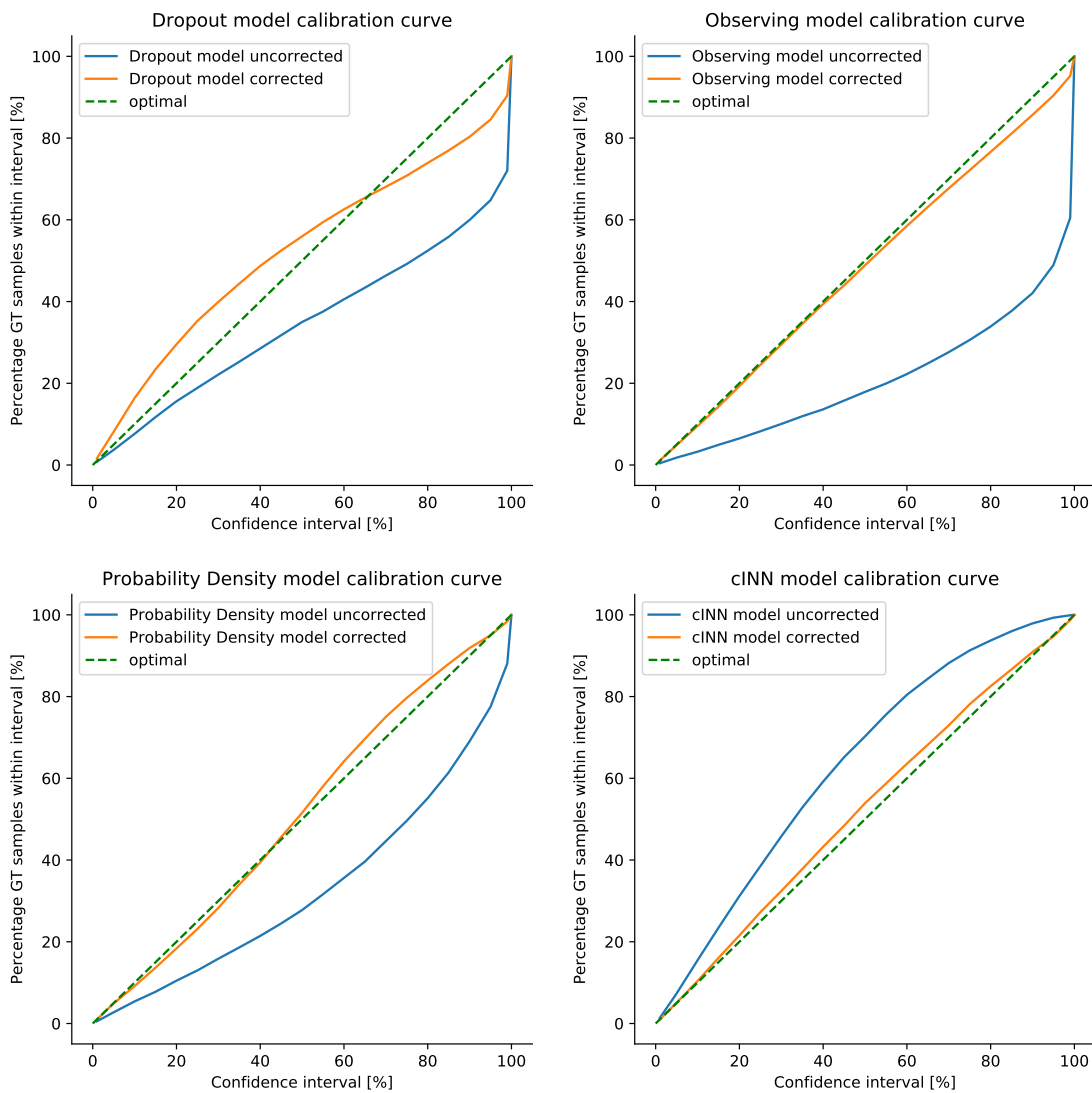 Dropout model calibration curve
Dropout model uncorrected
Dropout model corrected
optimal
Percentage GT samples within interval [%]
100
80
60
40
20
0
0 20 40 60 80 100
Confidence interval [%]
Observing model calibration curve
Observing model uncorrected
Observing model corrected
optimal
Percentage GT samples within interval [%]
100
80
60
40
20
0
0 20 40 60 80 100
Confidence interval [%]
Probability Density model calibration curve
Probability Density model uncorrected
Probability Density model corrected
optimal
Percentage GT samples within interval [%]
100
80
60
40
20
0
0 20 40 60 80 100
Confidence interval [%]
cINN model calibration curve
cINN model uncorrected
cINN model corrected
optimal
Percentage GT samples within interval [%]
100
80
60
40
20
0
0 20 40 60 80 100
Confidence interval [%]